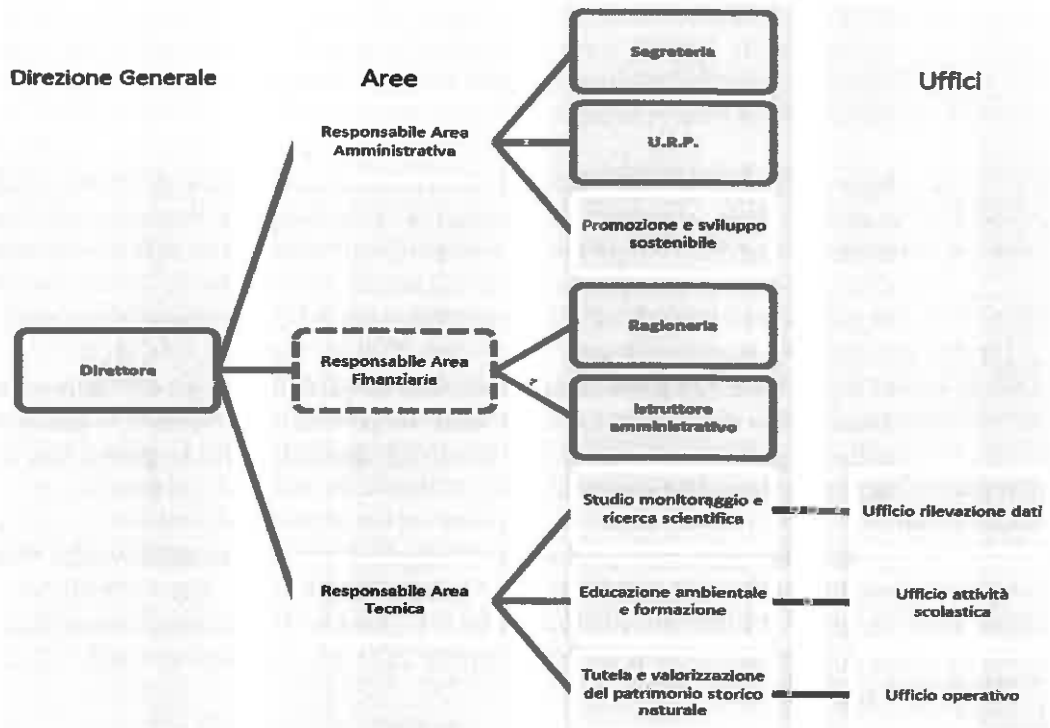 Direzione Generale
Aree
Uffici
Segreteria
Responsabile Area
Amministrativa
U.R.P.
Promozione e sviluppo
sostenibile
Ragioneria
Direttore
Responsabile Area
Finanziaria
Istruttore
amministrativo
Studio monitoraggio e
ricerca scientifica
Ufficio rilevazione dati
Responsabile Area
Tecnica
Educazione ambientale
e formazione
Ufficio attività
scolastica
Tutela e valorizzazione
del patrimonio storico
naturale
Ufficio operativo